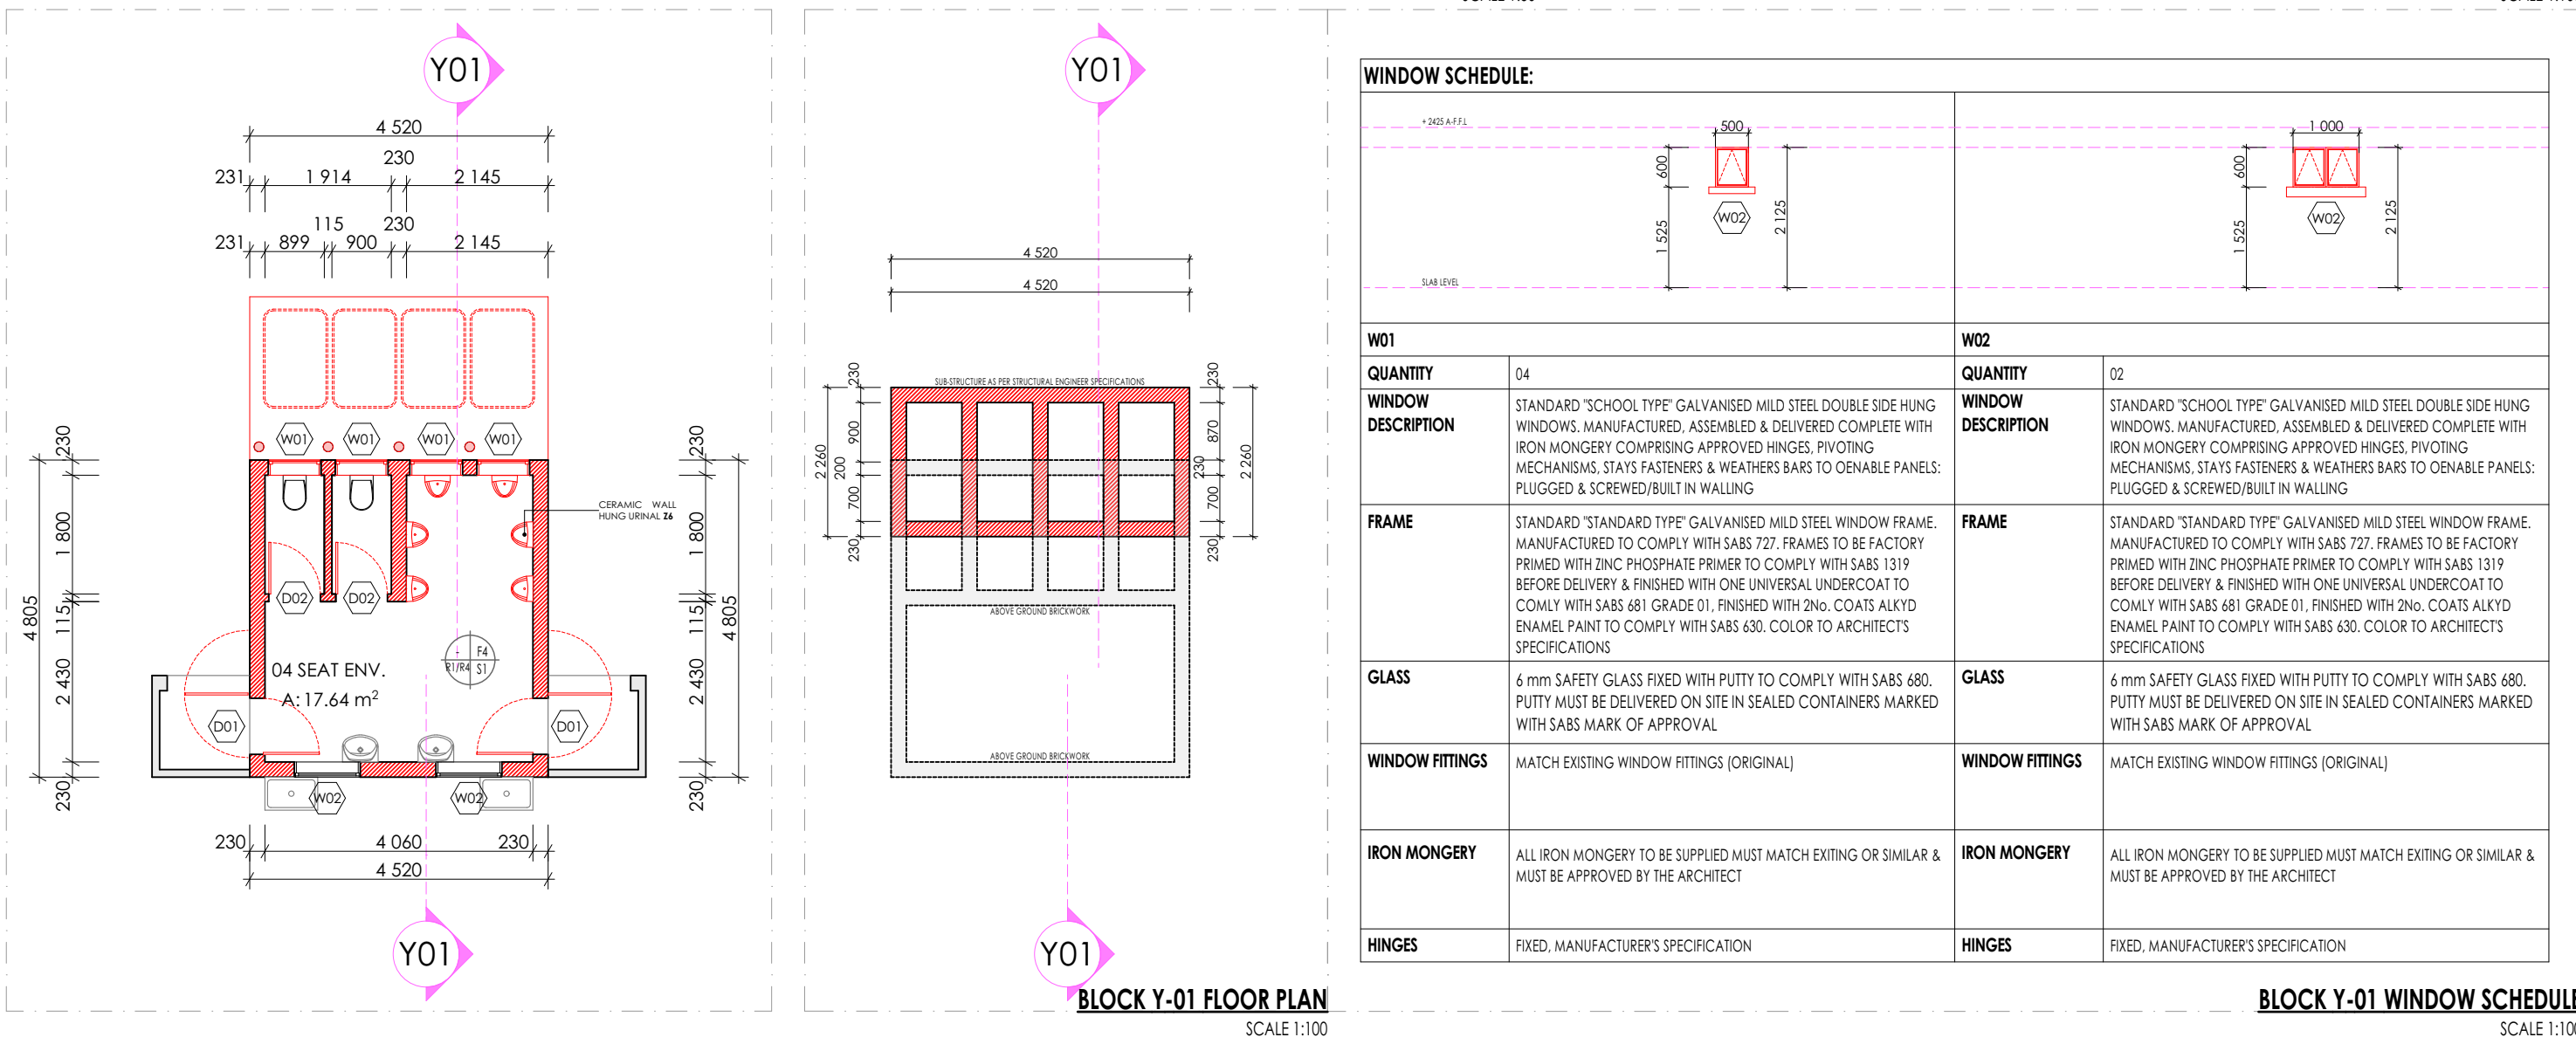 Y01
4 520
230
231
1 914
2 145
115
230
231
899
900
2 145
W01
W01
W01
W01
230
230
CERAMIC WALL
HUNG URINAL Z6
1 800
1 800
D02
D02
4 805
115
115
4 805
- F4
R1/R4 S1
04 SEAT ENV.
A: 17.64 m²
2 430
2 430
D01
D01
W02
W02
230
230
230
4 060
230
4 520
Y01
Y01
4 520
4 520
SUB-STRUCTURE AS PER STRUCTURAL ENGINEER SPECIFICATIONS
230
230
900
870
2 260
200
230
2 260
700
700
230
230
ABOVE GROUND BRICKWORK
ABOVE GROUND BRICKWORK
Y01
BLOCK Y-01 FLOOR PLAN
SCALE 1:100
WINDOW SCHEDULE:
+ 2425 A-F.F.L
500
600
W02
1 525
2 125
SLAB LEVEL
1 000
600
W02
1 525
2 125
W01
QUANTITY
04
WINDOW
DESCRIPTION
STANDARD "SCHOOL TYPE" GALVANISED MILD STEEL DOUBLE SIDE HUNG
WINDOWS. MANUFACTURED, ASSEMBLED & DELIVERED COMPLETE WITH
IRON MONGERY COMPRISING APPROVED HINGES, PIVOTING
MECHANISMS, STAYS FASTENERS & WEATHERS BARS TO OENABLE PANELS:
PLUGGED & SCREWED/BUILT IN WALLING
FRAME
STANDARD "STANDARD TYPE" GALVANISED MILD STEEL WINDOW FRAME.
MANUFACTURED TO COMPLY WITH SABS 727. FRAMES TO BE FACTORY
PRIMED WITH ZINC PHOSPHATE PRIMER TO COMPLY WITH SABS 1319
BEFORE DELIVERY & FINISHED WITH ONE UNIVERSAL UNDERCOAT TO
COMLY WITH SABS 681 GRADE 01, FINISHED WITH 2No. COATS ALKYD
ENAMEL PAINT TO COMPLY WITH SABS 630. COLOR TO ARCHITECT'S
SPECIFICATIONS
GLASS
6 mm SAFETY GLASS FIXED WITH PUTTY TO COMPLY WITH SABS 680.
PUTTY MUST BE DELIVERED ON SITE IN SEALED CONTAINERS MARKED
WITH SABS MARK OF APPROVAL
WINDOW FITTINGS
MATCH EXISTING WINDOW FITTINGS (ORIGINAL)
IRON MONGERY
ALL IRON MONGERY TO BE SUPPLIED MUST MATCH EXITING OR SIMILAR &
MUST BE APPROVED BY THE ARCHITECT
HINGES
FIXED, MANUFACTURER'S SPECIFICATION
W02
QUANTITY
02
WINDOW
DESCRIPTION
STANDARD "SCHOOL TYPE" GALVANISED MILD STEEL DOUBLE SIDE HUNG
WINDOWS. MANUFACTURED, ASSEMBLED & DELIVERED COMPLETE WITH
IRON MONGERY COMPRISING APPROVED HINGES, PIVOTING
MECHANISMS, STAYS FASTENERS & WEATHERS BARS TO OENABLE PANELS:
PLUGGED & SCREWED/BUILT IN WALLING
FRAME
STANDARD "STANDARD TYPE" GALVANISED MILD STEEL WINDOW FRAME.
MANUFACTURED TO COMPLY WITH SABS 727. FRAMES TO BE FACTORY
PRIMED WITH ZINC PHOSPHATE PRIMER TO COMPLY WITH SABS 1319
BEFORE DELIVERY & FINISHED WITH ONE UNIVERSAL UNDERCOAT TO
COMLY WITH SABS 681 GRADE 01, FINISHED WITH 2No. COATS ALKYD
ENAMEL PAINT TO COMPLY WITH SABS 630. COLOR TO ARCHITECT'S
SPECIFICATIONS
GLASS
6 mm SAFETY GLASS FIXED WITH PUTTY TO COMPLY WITH SABS 680.
PUTTY MUST BE DELIVERED ON SITE IN SEALED CONTAINERS MARKED
WITH SABS MARK OF APPROVAL
WINDOW FITTINGS
MATCH EXISTING WINDOW FITTINGS (ORIGINAL)
IRON MONGERY
ALL IRON MONGERY TO BE SUPPLIED MUST MATCH EXITING OR SIMILAR &
MUST BE APPROVED BY THE ARCHITECT
HINGES
FIXED, MANUFACTURER'S SPECIFICATION
BLOCK Y-01 WINDOW SCHEDULE
SCALE 1:100